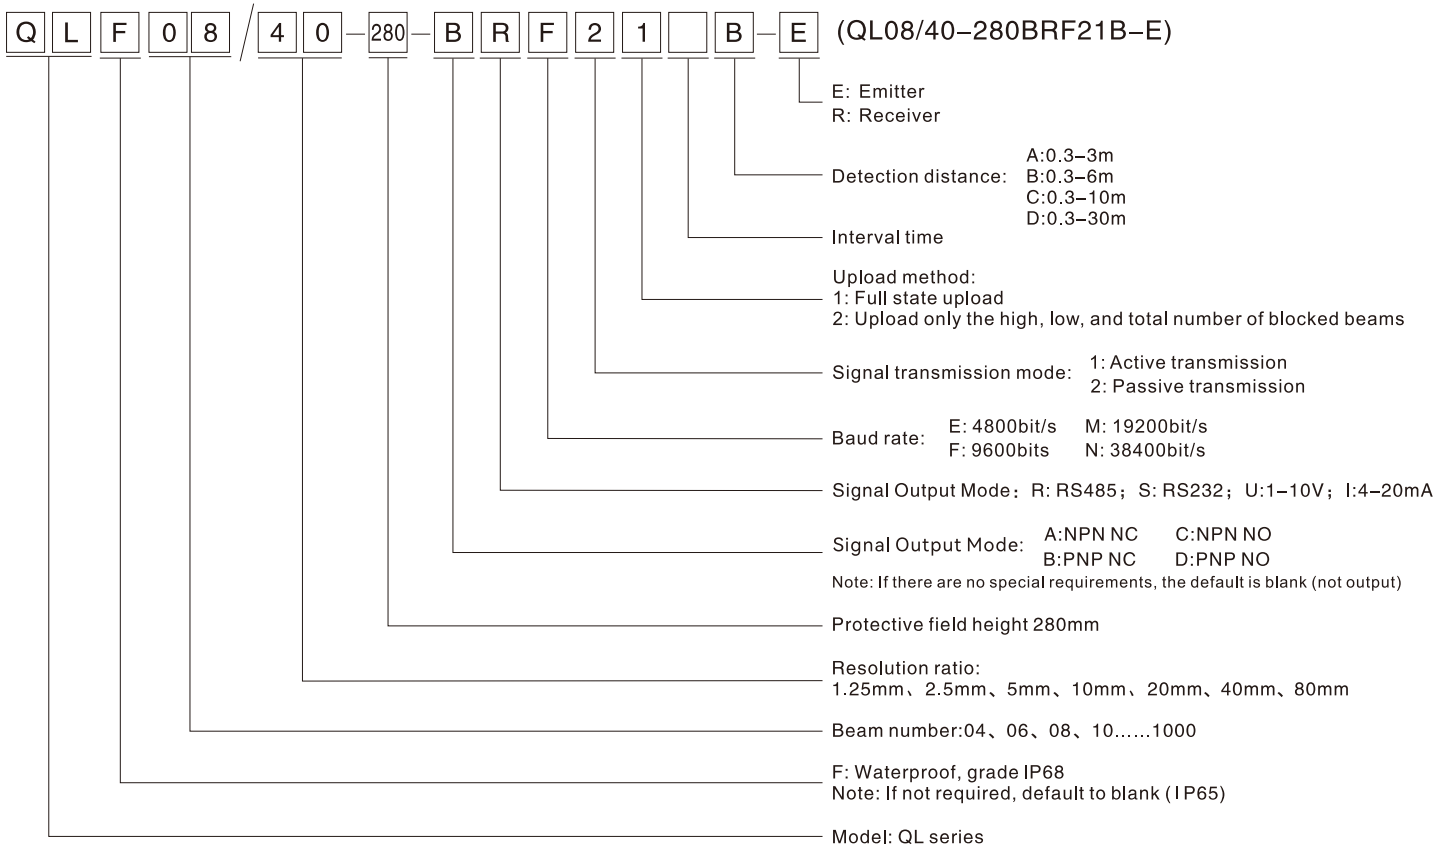 QL F 08 / 40-280-BRF21 B-E (QL08/40-280BRF21B-E)
E: Emitter
R: Receiver
Detection distance:
A:0.3-3m
B:0.3-6m
C:0.3-10m
D:0.3-30m
Interval time
Upload method:
1: Full state upload
2: Upload only the high, low, and total number of blocked beams
Signal transmission mode:
1: Active transmission
2: Passive transmission
Baud rate:
E: 4800bit/s M: 19200bit/s
F: 9600bits N: 38400bit/s
Signal Output Mode：R: RS485；S: RS232；U:1-10V；I:4-20mA
Signal Output Mode:
A:NPN NC C:NPN NO
B:PNP NC D:PNP NO
Note: If there are no special requirements, the default is blank (not output)
Protective field height 280mm
Resolution ratio:
1.25mm、2.5mm、5mm、10mm、20mm、40mm、80mm
Beam number:04、06、08、10......1000
F: Waterproof, grade IP68
Note: If not required, default to blank (IP65)
Model: QL series